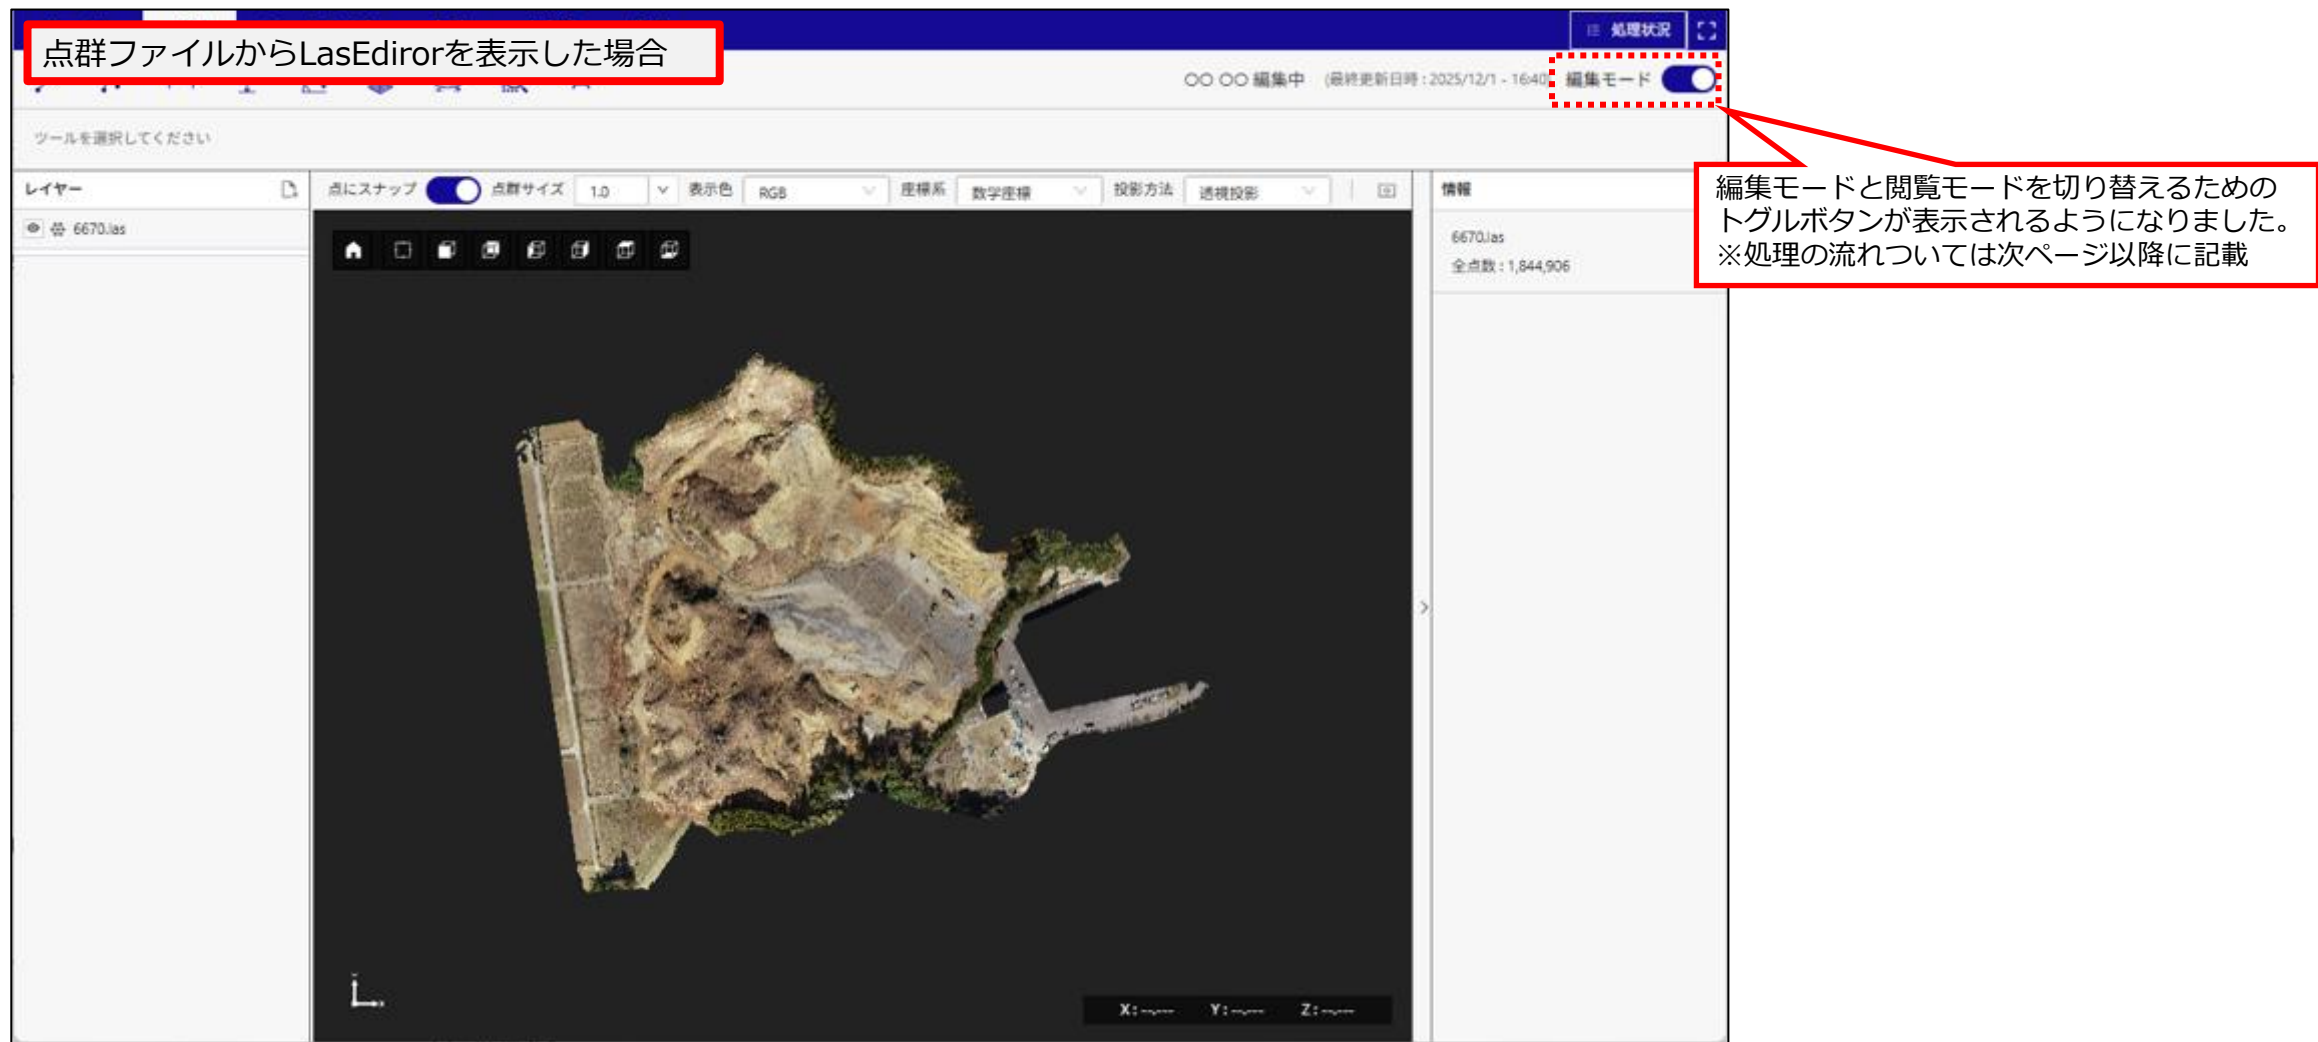 処理状況
点群ファイルからLasEdirorを表示した場合
〇〇 〇〇 編集中 (最終更新日時 : 2025/12/1 - 16:40)
編集モード
ツールを選択してください
編集モードと閲覧モードを切り替えるための
トグルボタンが表示されるようになりました。
※処理の流れついては次ページ以降に記載
レイヤー
点にスナップ 点群サイズ 1.0 表示色 RGB 座標系 数学座標 投影方法 透視投影
情報
6670.las
6670.las
全点数 : 1,844,906
X:--.--- Y:--.--- Z:--.---